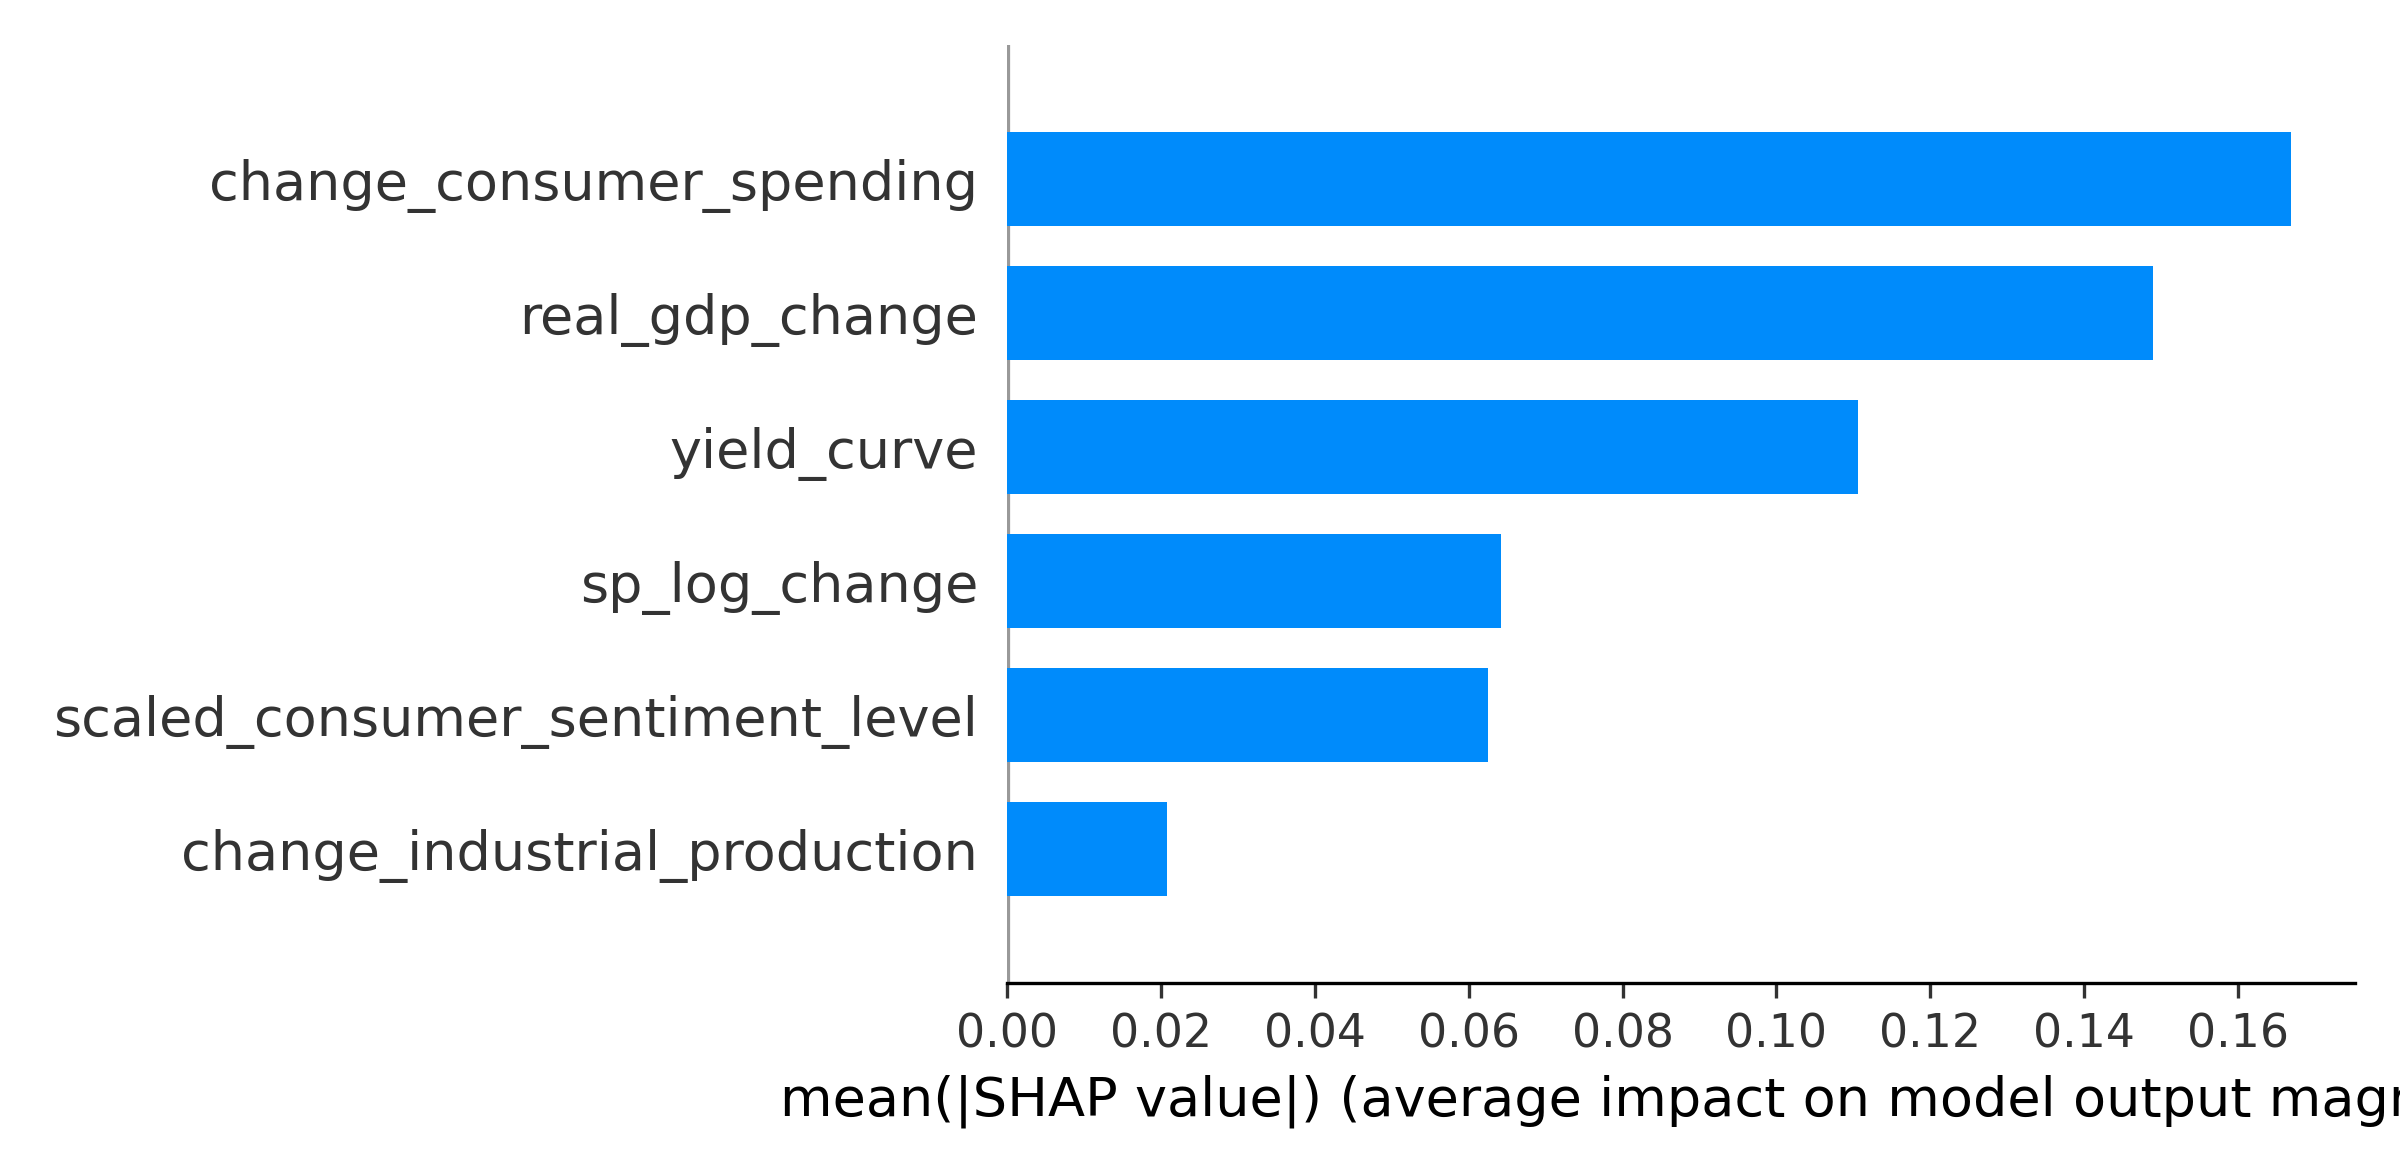 change_consumer_spending
real_gdp_change
yield_curve
sp_log_change
scaled_consumer_sentiment_level
change_industrial_production
0.00 0.02 0.04 0.06 0.08 0.10 0.12 0.14 0.16
mean(|SHAP value|) (average impact on model output